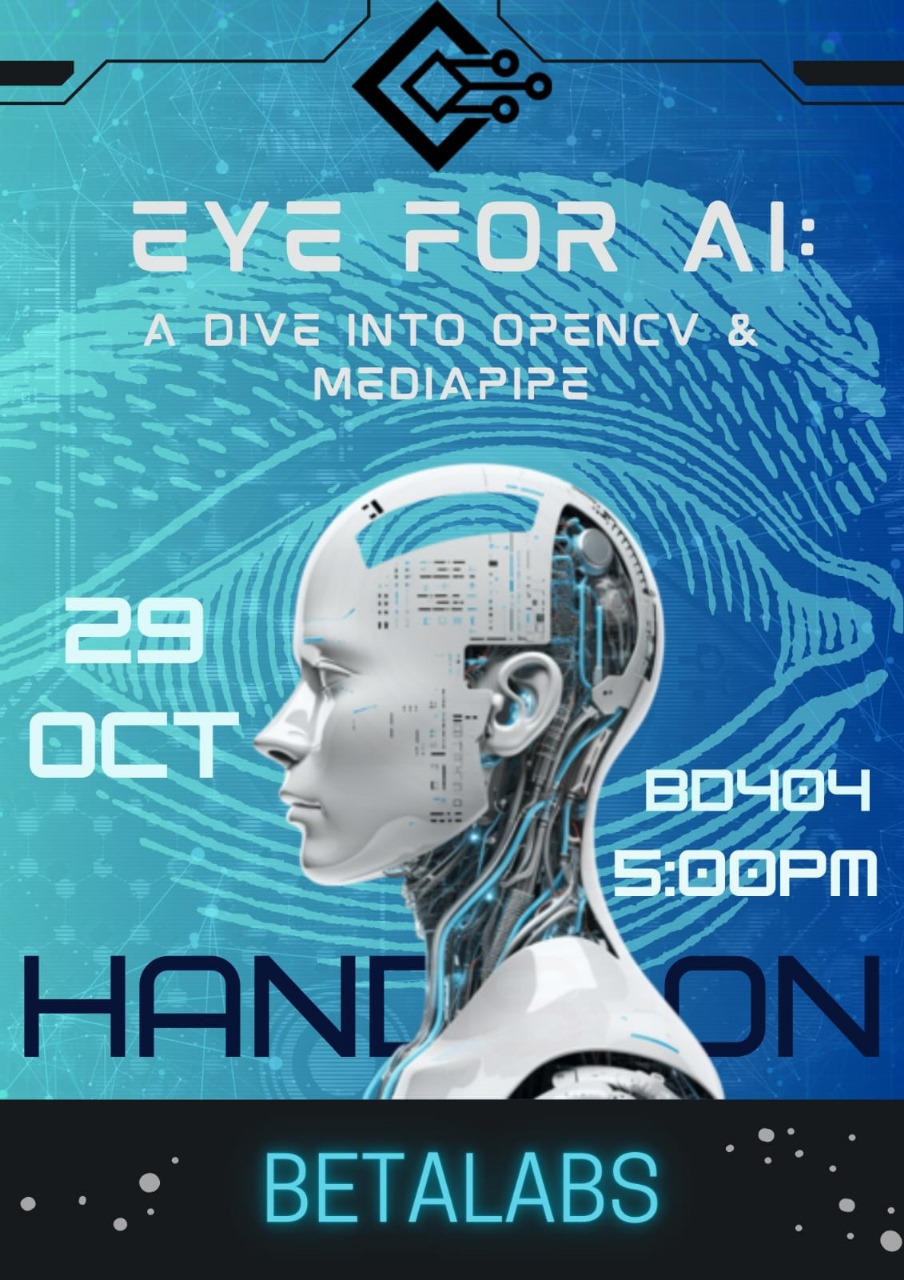 EYE FOR AI:
A DIVE INTO OPENCV &
MEDIAPIPE
29
OCT
BD404
5:00PM
HAND ON
BETALABS